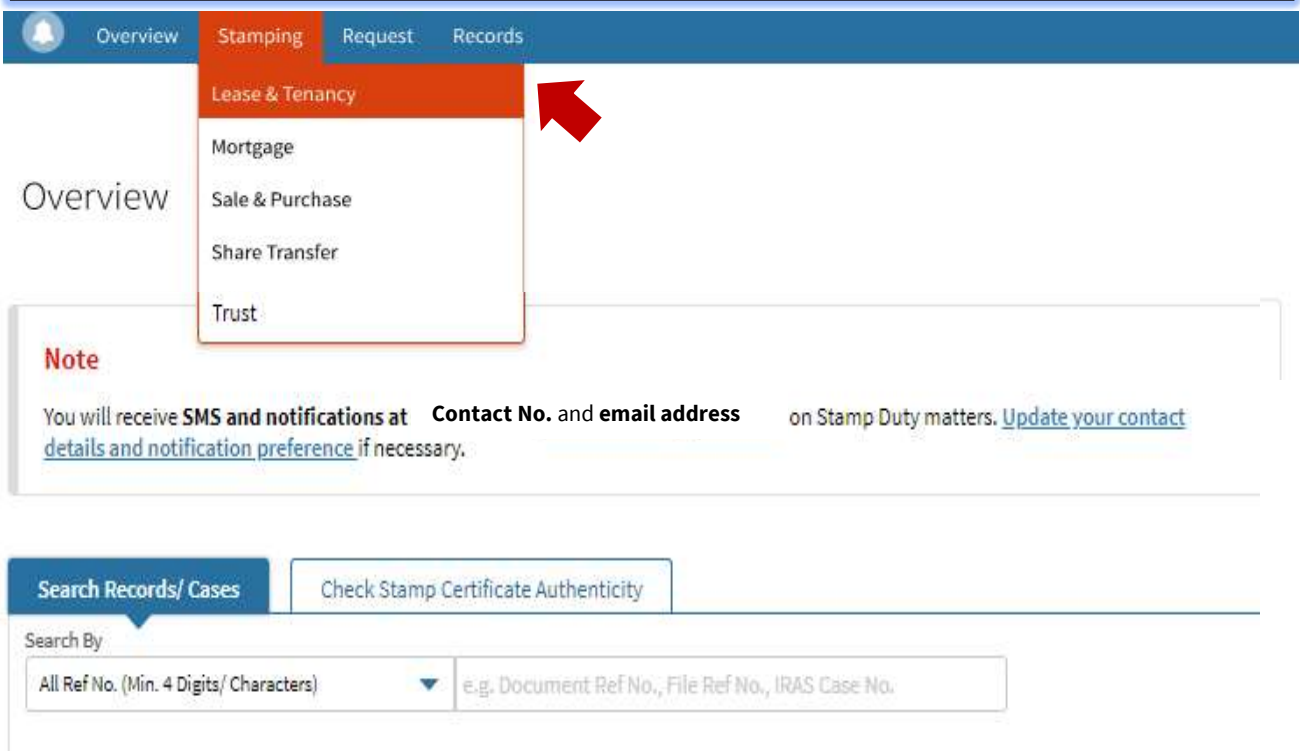 Overview Stamping Request Records
Lease & Tenancy
Mortgage
Overview
Sale & Purchase
Share Transfer
Trust
Note
You will receive SMS and notifications at Contact No. and email address on Stamp Duty matters. Update your contact
details and notification preference if necessary.
Search Records/ Cases Check Stamp Certificate Authenticity
Search By
All Ref No. (Min. 4 Digits/ Characters) e.g. Document Ref No., File Ref No., IRAS Case No.